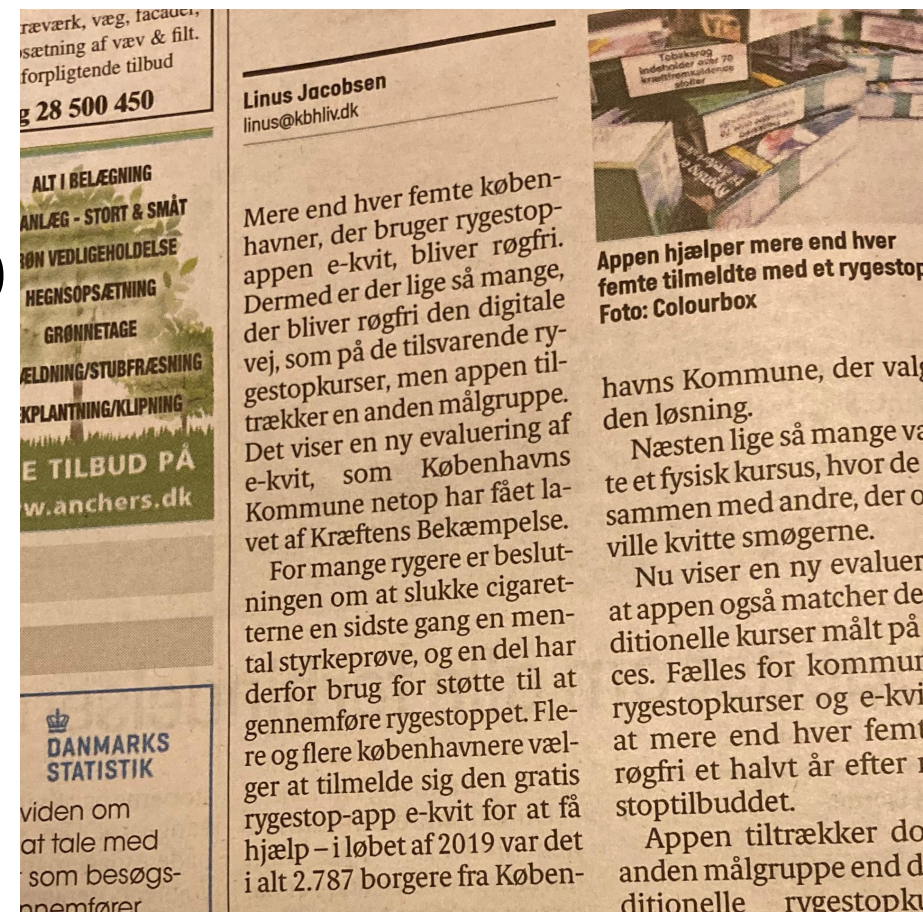 træværk, væg, facader,
sætning af væv & filt.
forpligtende tilbud
g 28 500 450
ALT I BELÆGNING
ANLÆG - STORT & SMÅT
VEDLIGEHOLDELSE
HEGNSOPSÆTNING
GRØNNETAGE
ÆLDNING/STUBFRÆSNING
KPLANTNING/KLIPNING
E TILBUD PÅ
w.anchers.dk
DANMARKS
STATISTIK
viden om
at tale med
som besøgs-
nnemfører
Linus Jacobsen
linus@kbhliv.dk
Mere end hver femte køben-
havner, der bruger rygestop-
appen e-kvit, bliver røgfri.
Dermed er der lige så mange,
der bliver røgfri den digitale
vej, som på de tilsvarende ry-
gestopkurser, men appen til-
trækker en anden målgruppe.
Det viser en ny evaluering af
e-kvit, som Københavns
Kommune netop har fået la-
vet af Kræftens Bekæmpelse.
For mange rygere er beslut-
ningen om at slukke cigaret-
terne en sidste gang en men-
tal styrkeprøve, og en del har
derfor brug for støtte til at
gennemføre rygestoppet. Fle-
re og flere københavnere væl-
ger at tilmelde sig den gratis
rygestop-app e-kvit for at få
hjælp – i løbet af 2019 var det
i alt 2.787 borgere fra Køben-
Tobaksrøg
indeholder over 70
kræftfremkaldende
stoffer
Appen hjælper mere end hver
femte tilmeldte med et rygestop
Foto: Colourbox
havns Kommune, der valg
den løsning.
Næsten lige så mange va
te et fysisk kursus, hvor de
sammen med andre, der o
ville kvitte smøgerne.
Nu viser en ny evaluer
at appen også matcher de
ditionelle kurser målt på
ces. Fælles for kommun
rygestopkurser og e-kvi
at mere end hver femt
røgfri et halvt år efter r
stoptilbuddet.
Appen tiltrækker do
anden målgruppe end d
ditionelle rygestopku